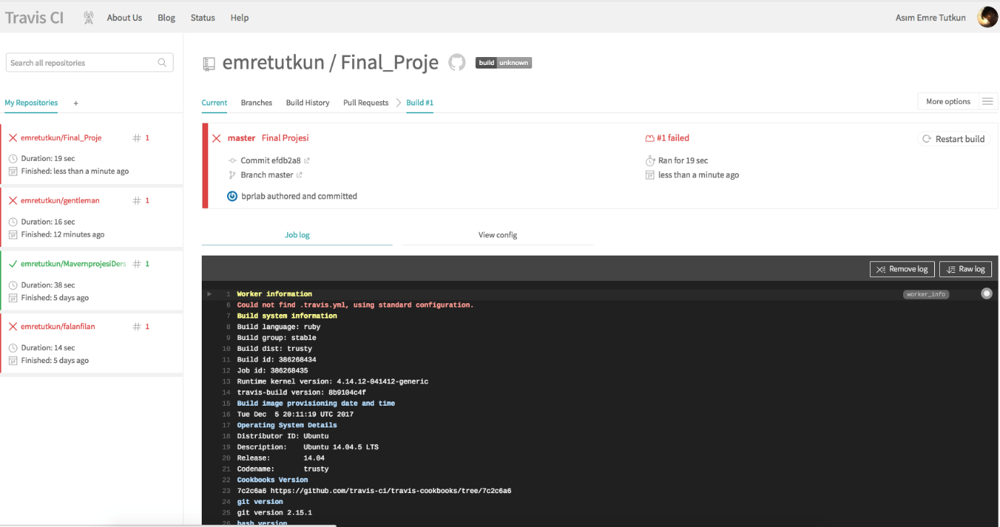 Travis CI About Us Blog Status Help Asım Emre Tutkun
Search all repositories
My Repositories +
emretutkun/Final_Proje # 1
Duration: 19 sec
Finished: less than a minute ago
emretutkun/gentleman # 1
Duration: 16 sec
Finished: 12 minutes ago
emretutkun/MavernprojesiDers # 1
Duration: 38 sec
Finished: 5 days ago
emretutkun/falanfilan # 1
Duration: 14 sec
Finished: 5 days ago
emretutkun / Final_Proje build unknown
Current Branches Build History Pull Requests Build #1 More options
master Final Projesi #1 failed Restart build
Commit efdb2a8 Ran for 19 sec
Branch master less than a minute ago
bprlab authored and committed
Job log View config
Remove log Raw log
1 Worker information worker_info
6 Could not find .travis.yml, using standard configuration.
7 Build system information
8 Build language: ruby
9 Build group: stable
10 Build dist: trusty
11 Build id: 386268434
12 Job id: 386268435
13 Runtime kernel version: 4.14.12-041412-generic
14 travis-build version: 8b9104c4f
15 Build image provisioning date and time
16 Tue Dec  5 20:11:19 UTC 2017
17 Operating System Details
18 Distributor ID: Ubuntu
19 Description:    Ubuntu 14.04.5 LTS
20 Release:        14.04
21 Codename:       trusty
22 Cookbooks Version
23 7c2c6a6 https://github.com/travis-ci/travis-cookbooks/tree/7c2c6a6
24 git version
25 git version 2.15.1
26 bash version